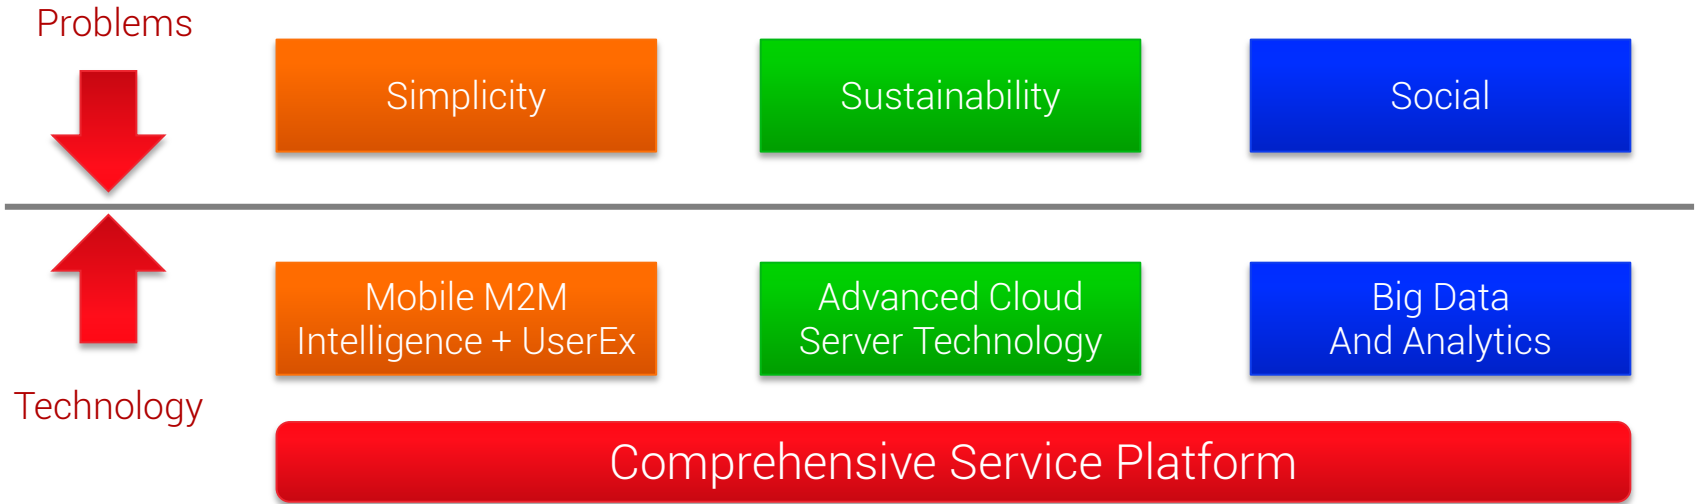 Problems
Simplicity
Sustainability
Social
Mobile M2M
Intelligence + UserEx
Advanced Cloud
Server Technology
Big Data
And Analytics
Technology
Comprehensive Service Platform